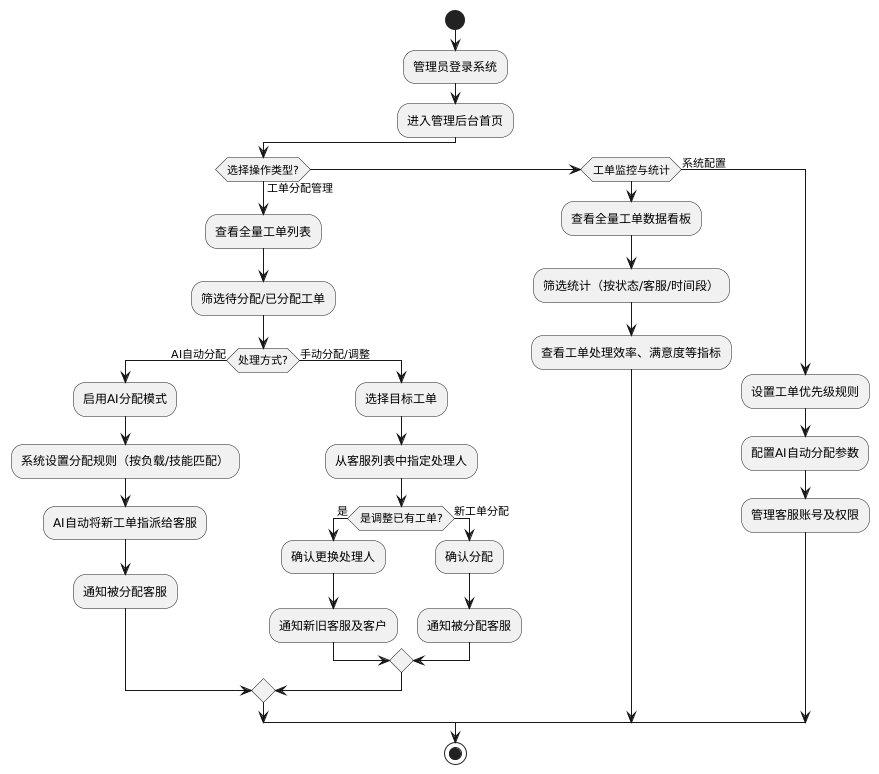 管理员登录系统
进入管理后台首页
选择操作类型?
工单分配管理
查看全量工单列表
筛选待分配/已分配工单
处理方式?
AI自动分配
启用AI分配模式
系统设置分配规则（按负载/技能匹配）
AI自动将新工单指派给客服
通知被分配客服
手动分配/调整
选择目标工单
从客服列表中指定处理人
是调整已有工单?
是
确认更换处理人
通知新旧客服及客户
新工单分配
确认分配
通知被分配客服
工单监控与统计
查看全量工单数据看板
筛选统计（按状态/客服/时间段）
查看工单处理效率、满意度等指标
系统配置
设置工单优先级规则
配置AI自动分配参数
管理客服账号及权限